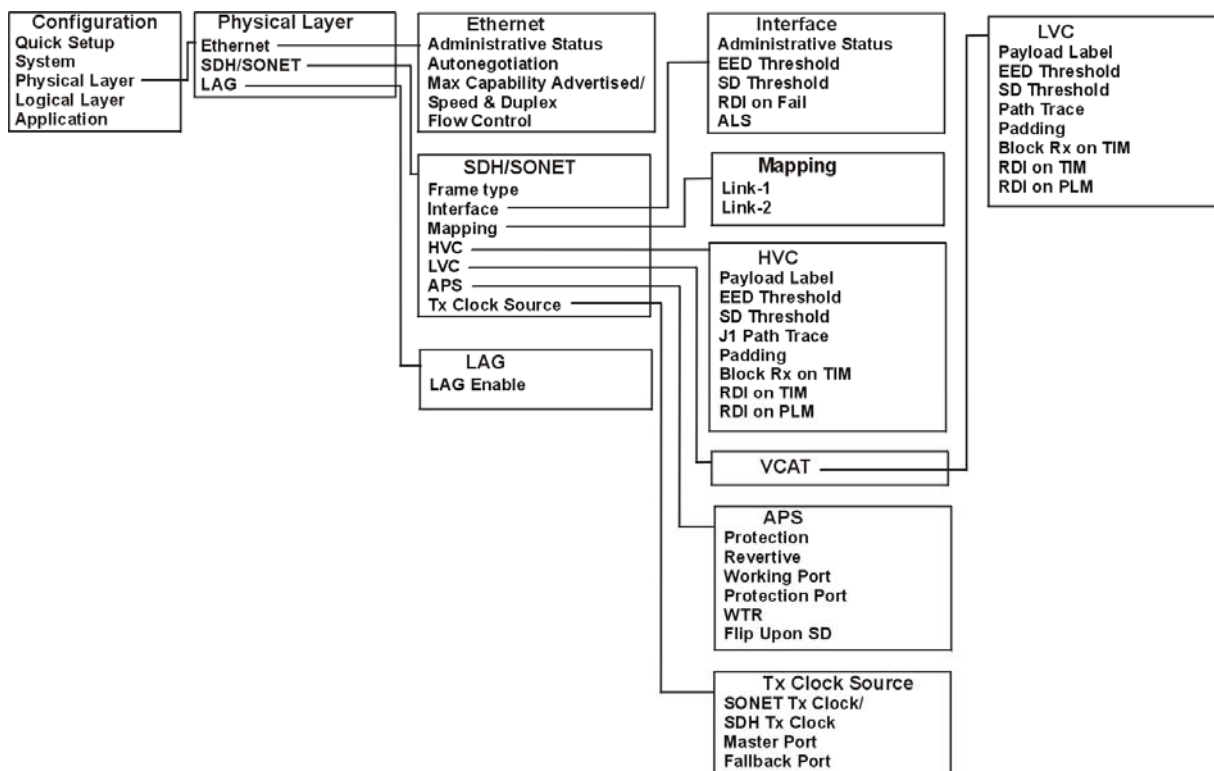 Configuration
Quick Setup
System
Physical Layer
Logical Layer
Application
Physical Layer
Ethernet
SDH/SONET
LAG
Ethernet
Administrative Status
Autonegotiation
Max Capability Advertised/
Speed & Duplex
Flow Control
SDH/SONET
Frame type
Interface
Mapping
HVC
LVC
APS
Tx Clock Source
LAG
LAG Enable
Interface
Administrative Status
EED Threshold
SD Threshold
RDI on Fail
ALS
Mapping
Link-1
Link-2
HVC
Payload Label
EED Threshold
SD Threshold
J1 Path Trace
Padding
Block Rx on TIM
RDI on TIM
RDI on PLM
VCAT
APS
Protection
Revertive
Working Port
Protection Port
WTR
Flip Upon SD
Tx Clock Source
SONET Tx Clock/
SDH Tx Clock
Master Port
Fallback Port
LVC
Payload Label
EED Threshold
SD Threshold
Path Trace
Padding
Block Rx on TIM
RDI on TIM
RDI on PLM